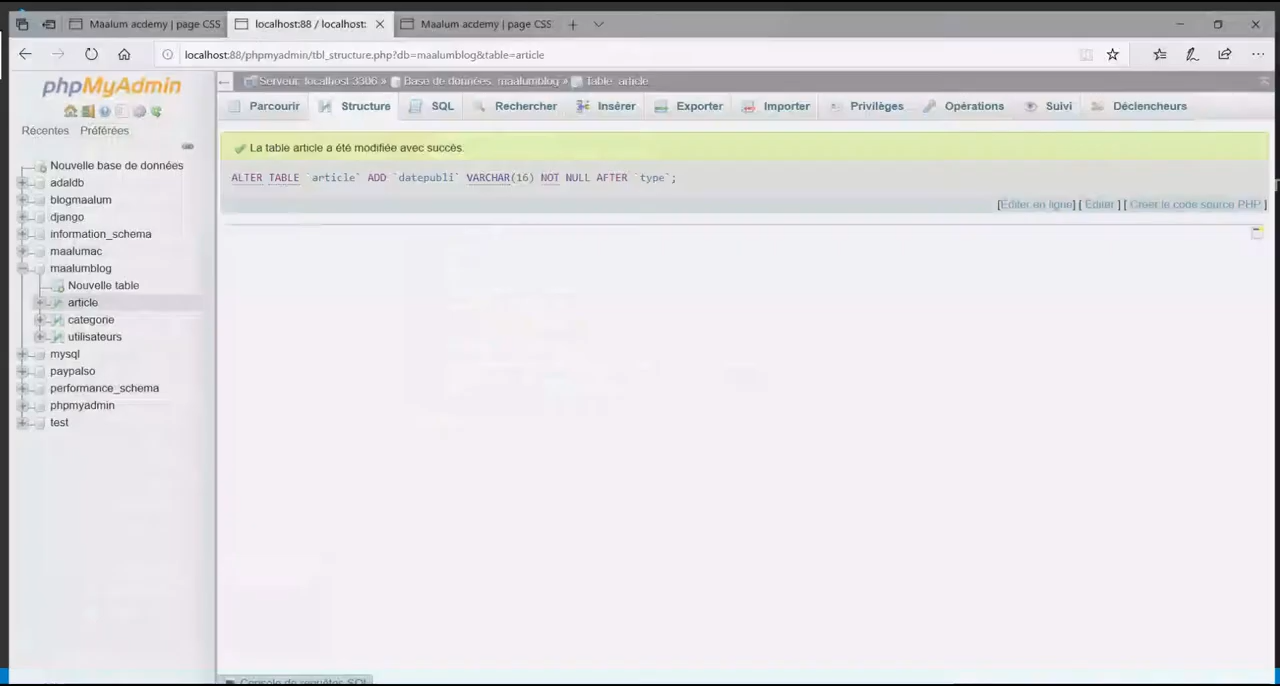 Maalum acdemy | page CSS
localhost:88 / localhost:
Maalum acdemy | page CSS
localhost:88/phpmyadmin/tbl_structure.php?db=maalumblog&table=article
phpMyAdmin
Récentes Préférées
Nouvelle base de données
adaldb
blogmaalum
django
information_schema
maalumac
maalumblog
Nouvelle table
article
categorie
utilisateurs
mysql
paypalso
performance_schema
phpmyadmin
test
Serveur: localhost:3306 » Base de données: maalumblog » Table: article
Parcourir Structure SQL Rechercher Insérer Exporter Importer Privilèges Opérations Suivi Déclencheurs
La table article a été modifiée avec succès.
ALTER TABLE `article` ADD `datepubli` VARCHAR(16) NOT NULL AFTER `type`;
[Éditer en ligne] [ Éditer ] [ Créer le code source PHP ]
Console de requêtes SQL